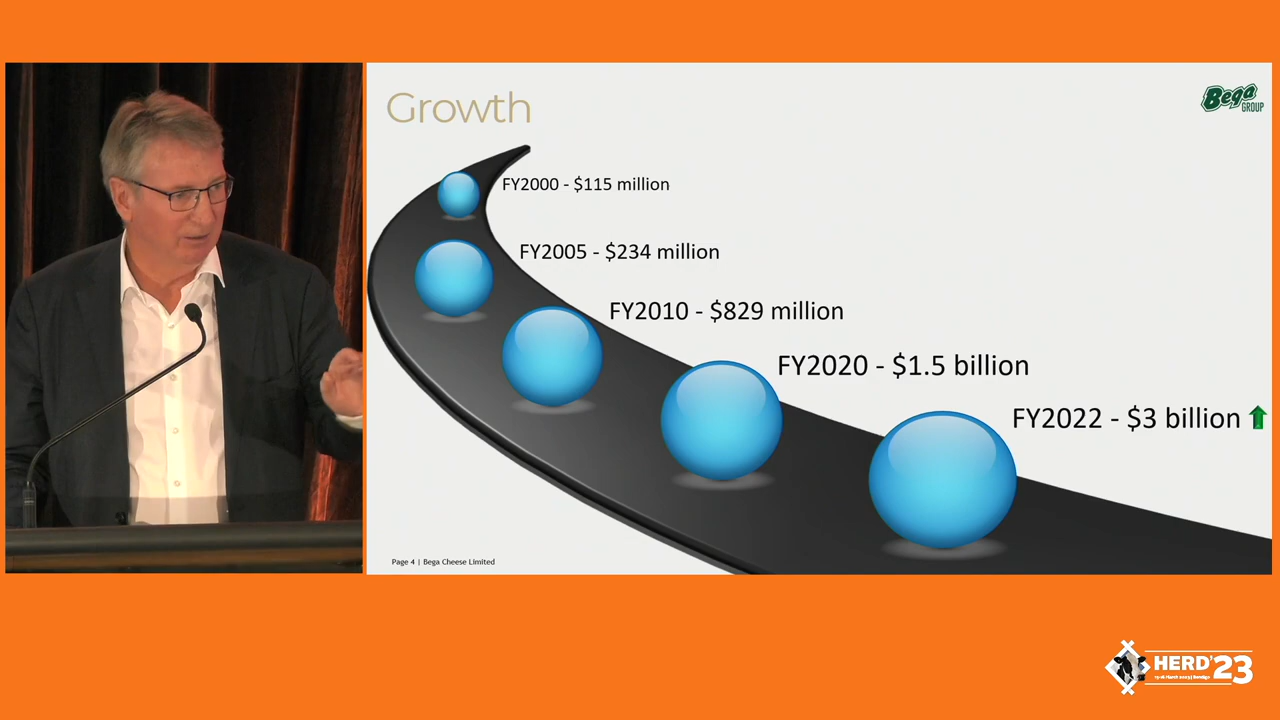 Growth
Bega
GROUP
FY2000 - $115 million
FY2005 - $234 million
FY2010 - $829 million
FY2020 - $1.5 billion
FY2022 - $3 billion
Page 4 | Bega Cheese Limited
HERD'23